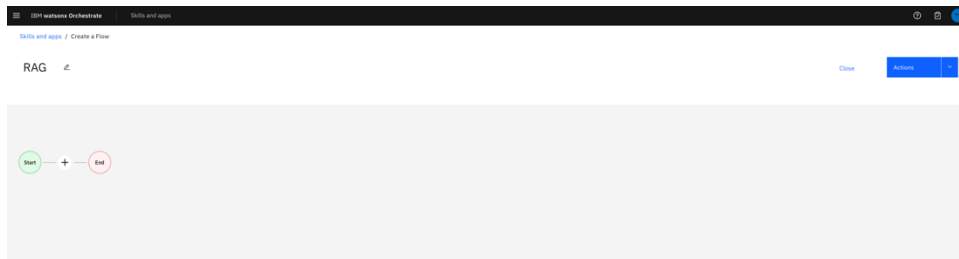 IBM watsonx Orchestrate Skills and apps
Skills and apps / Create a Flow
RAG Close Actions
Start End